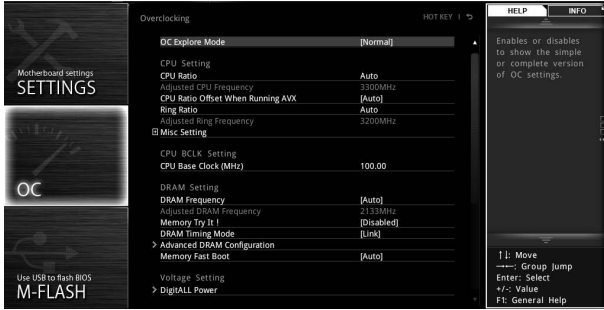 Motherboard settings
SETTINGS
OC
Use USB to flash BIOS
M-FLASH
Overclocking
HOT KEY |
OC Explore Mode [Normal]
CPU Setting
CPU Ratio Auto
Adjusted CPU Frequency 3300MHz
CPU Ratio Offset When Running AVX [Auto]
Ring Ratio Auto
Adjusted Ring Frequency 3200MHz
Misc Setting
CPU BCLK Setting
CPU Base Clock (MHz) 100.00
DRAM Setting
DRAM Frequency [Auto]
Adjusted DRAM Frequency 2133MHz
Memory Try It ! [Disabled]
DRAM Timing Mode [Link]
> Advanced DRAM Configuration
Memory Fast Boot [Auto]
Voltage Setting
> DigitALL Power
HELP INFO
Enables or disables
to show the simple
or complete version
of OC settings.
↑↓: Move
→←: Group Jump
Enter: Select
+/-: Value
F1: General Help